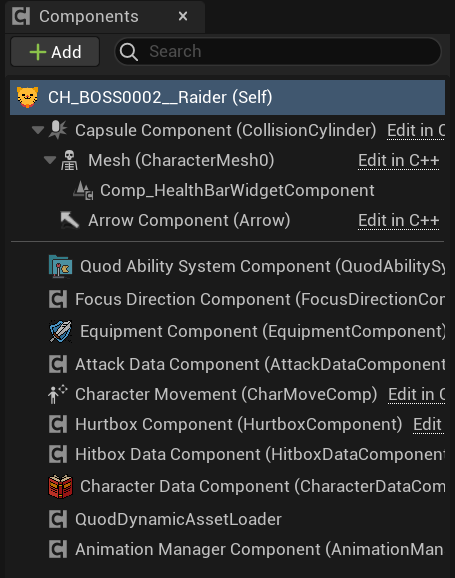 Components ×
+ Add Search
CH_BOSS0002__Raider (Self)
Capsule Component (CollisionCylinder) Edit in C
Mesh (CharacterMesh0) Edit in C++
Comp_HealthBarWidgetComponent
Arrow Component (Arrow) Edit in C++
Quod Ability System Component (QuodAbilitySy
Focus Direction Component (FocusDirectionCor
Equipment Component (EquipmentComponent)
Attack Data Component (AttackDataComponent
Character Movement (CharMoveComp) Edit in C
Hurtbox Component (HurtboxComponent) Edit
Hitbox Data Component (HitboxDataComponent
Character Data Component (CharacterDataCom
QuodDynamicAssetLoader
Animation Manager Component (AnimationMan